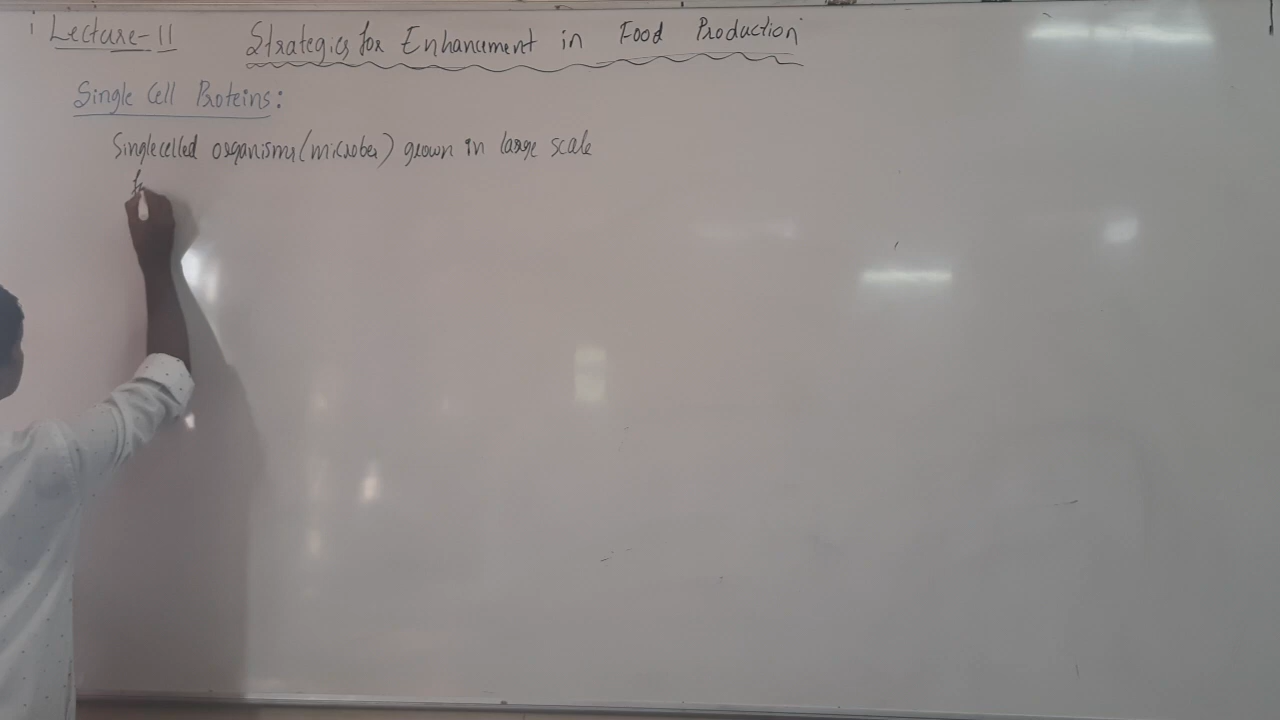 Lecture-11 Strategies for Enhancement in Food Production
Single Cell Proteins:
Singlecelled organisms (microbes) grown in large scale